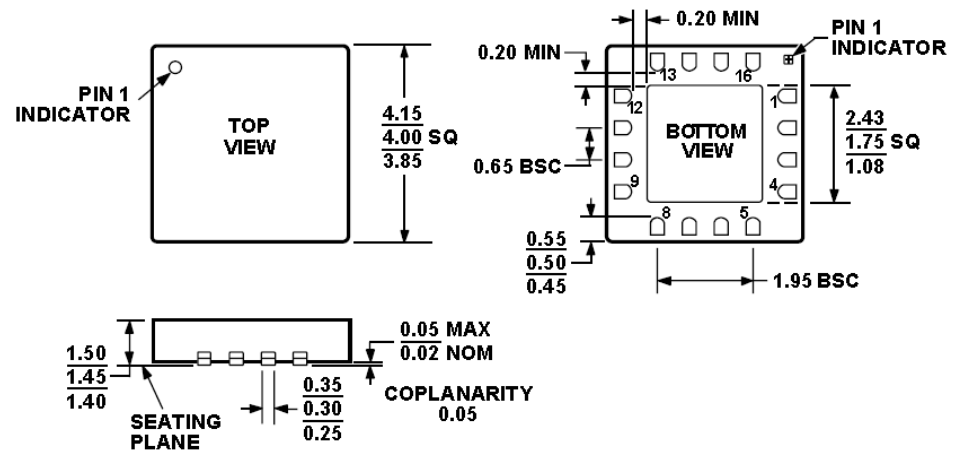 0.20 MIN
0.20 MIN
PIN 1
INDICATOR
13
16
PIN 1
INDICATOR
TOP
VIEW
4.15
4.00 SQ
3.85
12
1
BOTTOM
VIEW
2.43
1.75 SQ
1.08
0.65 BSC
9
4
8
5
0.55
0.50
0.45
1.95 BSC
1.50
1.45
1.40
0.05 MAX
0.02 NOM
COPLANARITY
0.05
0.35
0.30
0.25
SEATING
PLANE